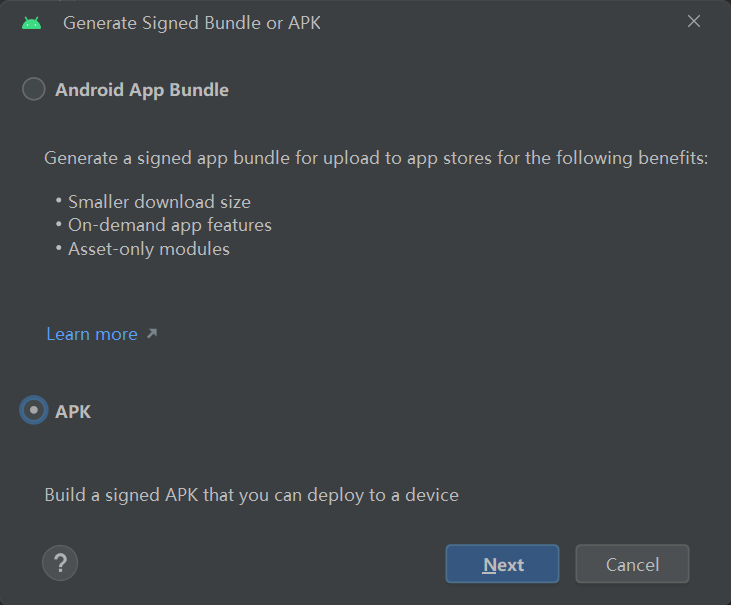 Generate Signed Bundle or APK
Android App Bundle
Generate a signed app bundle for upload to app stores for the following benefits:
• Smaller download size
• On-demand app features
• Asset-only modules
Learn more ↗
APK
Build a signed APK that you can deploy to a device
? Next Cancel